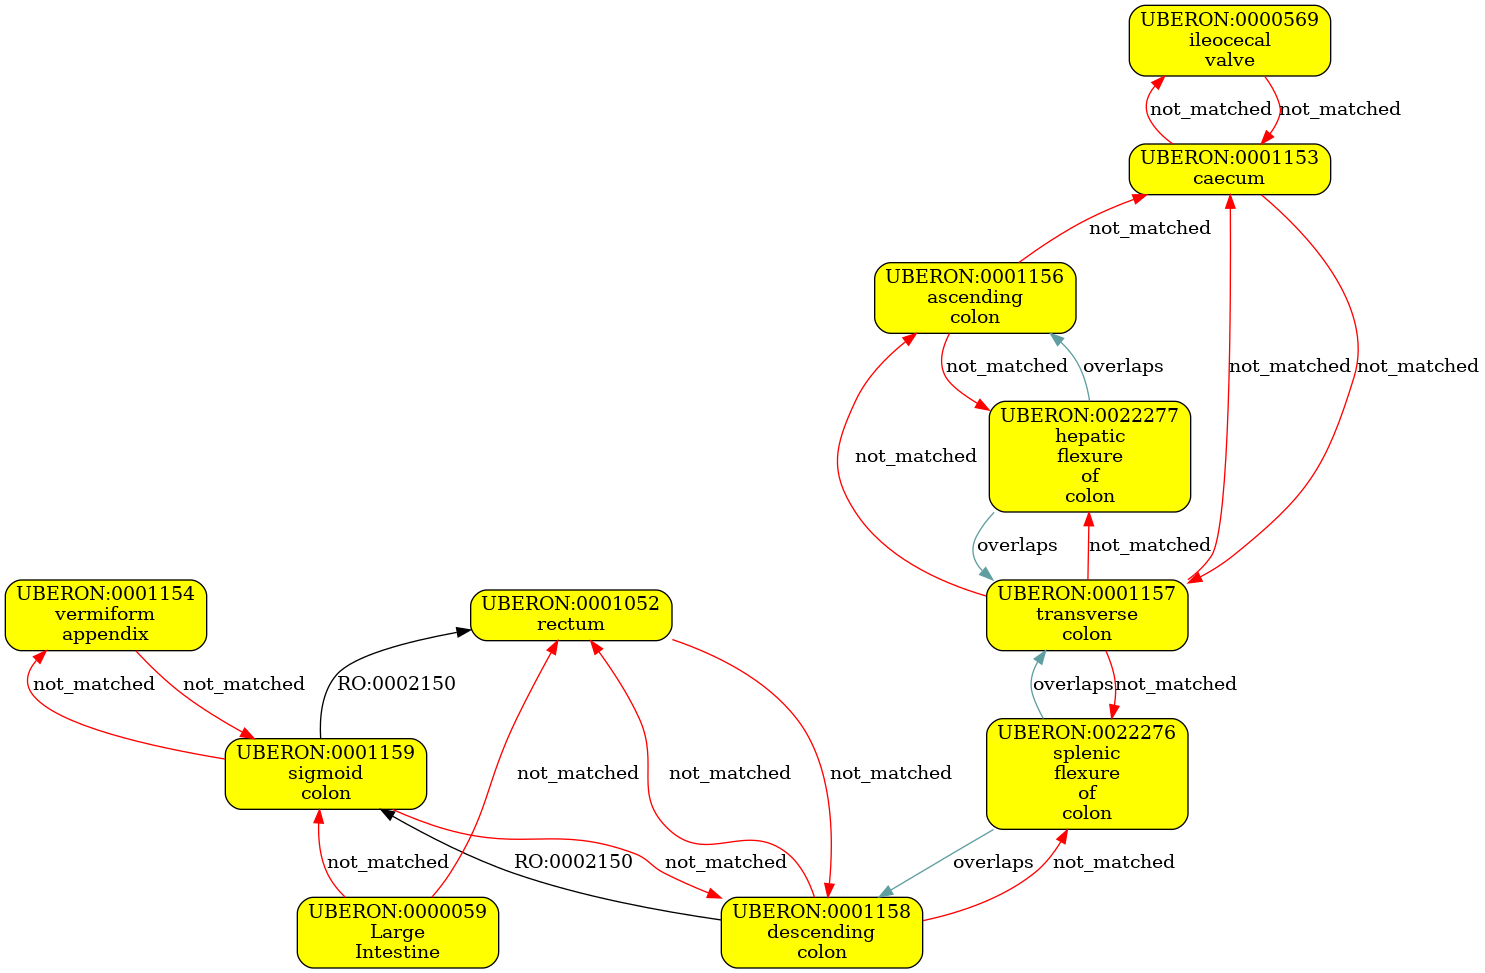 UBERON:0000569
ileocecal
valve
not_matched
not_matched
UBERON:0001153
caecum
not_matched
UBERON:0001156
ascending
colon
not_matched
overlaps
not_matched
not_matched
UBERON:0022277
hepatic
flexure
of
colon
not_matched
overlaps
not_matched
UBERON:0001154
vermiform
appendix
UBERON:0001052
rectum
UBERON:0001157
transverse
colon
not_matched
not_matched
RO:0002150
overlaps
not_matched
UBERON:0001159
sigmoid
colon
not_matched
not_matched
not_matched
UBERON:0022276
splenic
flexure
of
colon
not_matched
RO:0002150
not_matched
overlaps
not_matched
UBERON:0000059
Large
Intestine
UBERON:0001158
descending
colon